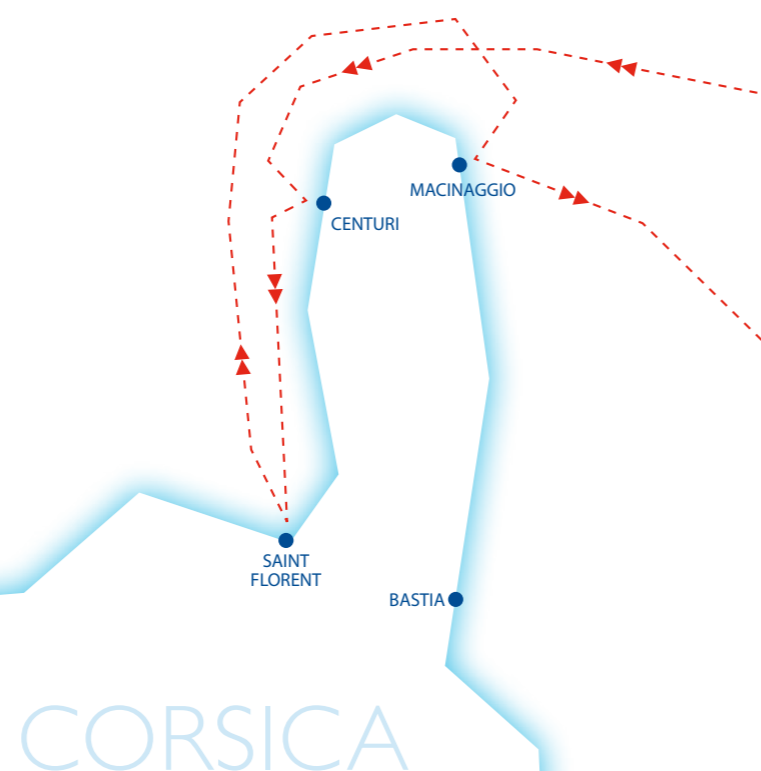 MACINAGGIO
CENTURI
SAINT
FLORENT
BASTIA
CORSICA